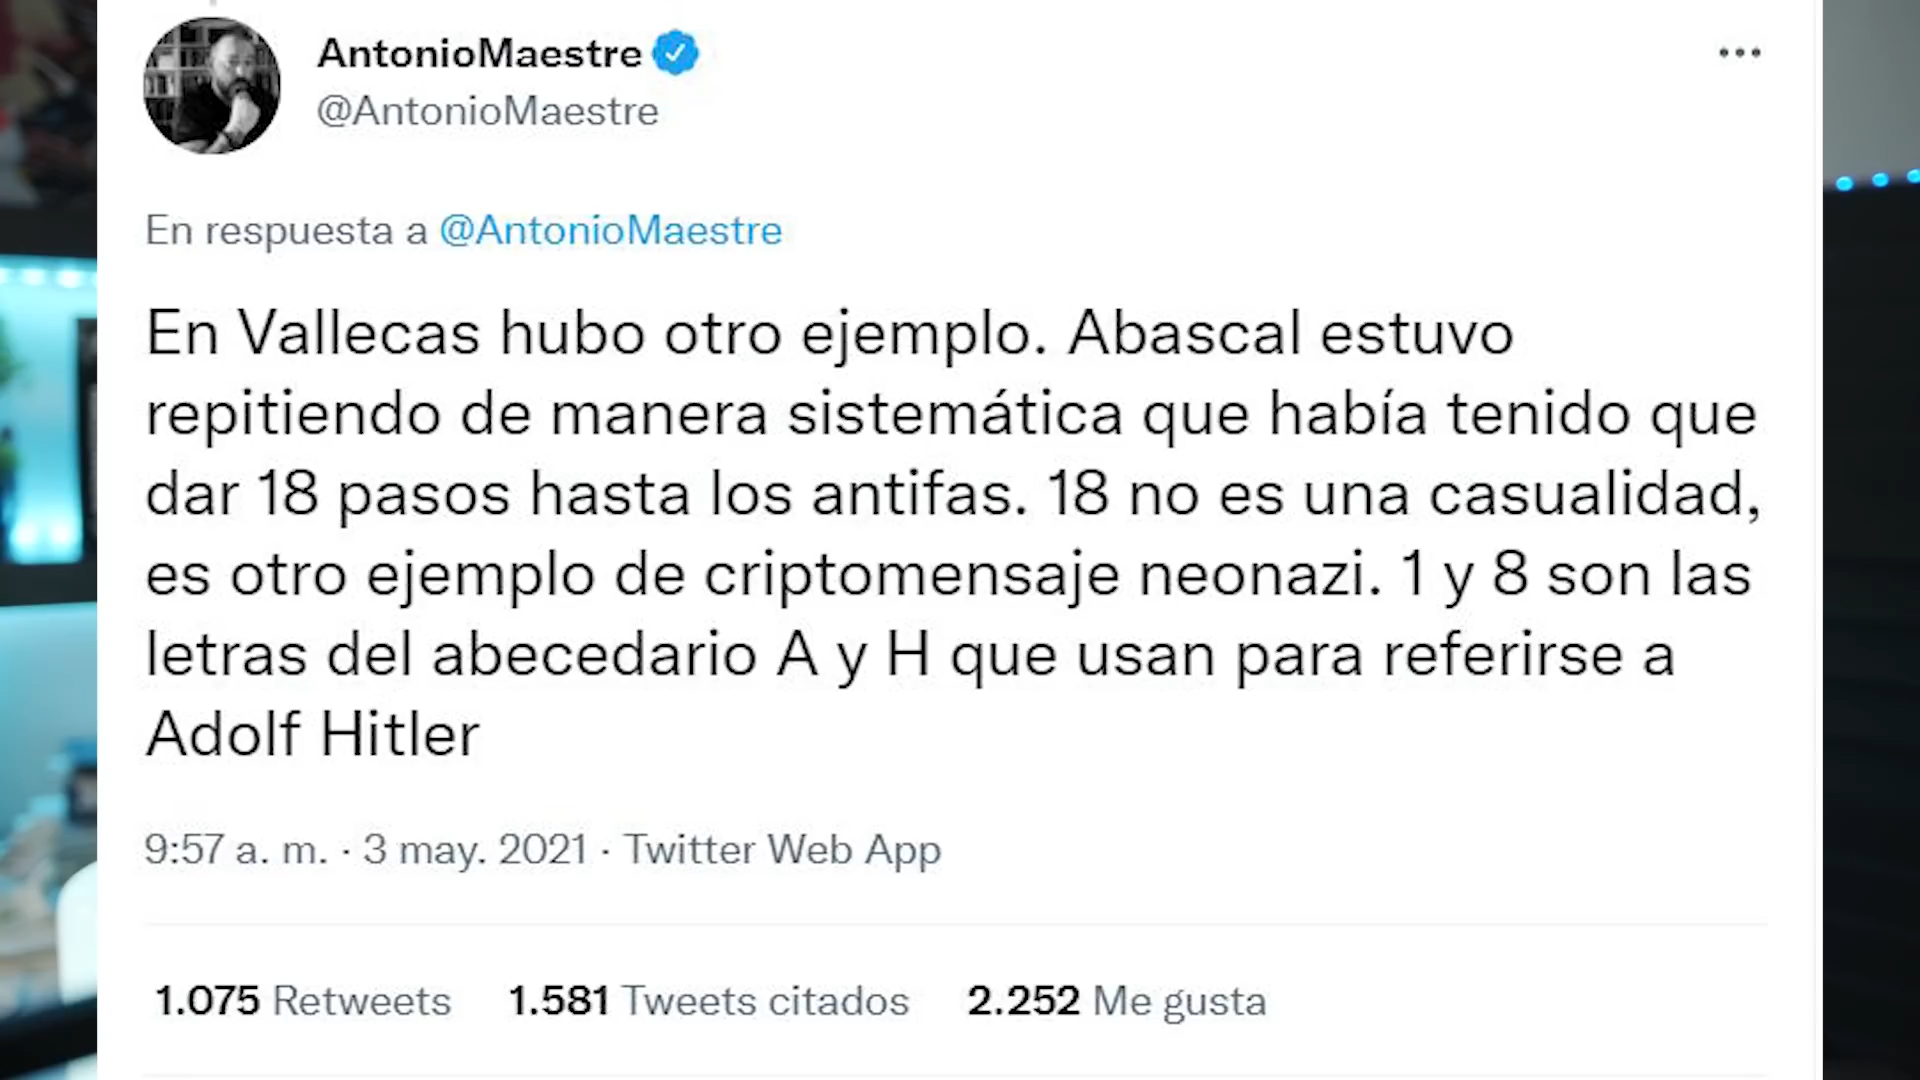 AntonioMaestre
@AntonioMaestre
En respuesta a @AntonioMaestre
En Vallecas hubo otro ejemplo. Abascal estuvo
repitiendo de manera sistemática que había tenido que
dar 18 pasos hasta los antifas. 18 no es una casualidad,
es otro ejemplo de criptomensaje neonazi. 1 y 8 son las
letras del abecedario A y H que usan para referirse a
Adolf Hitler
9:57 a. m. · 3 may. 2021 · Twitter Web App
1.075 Retweets 1.581 Tweets citados 2.252 Me gusta